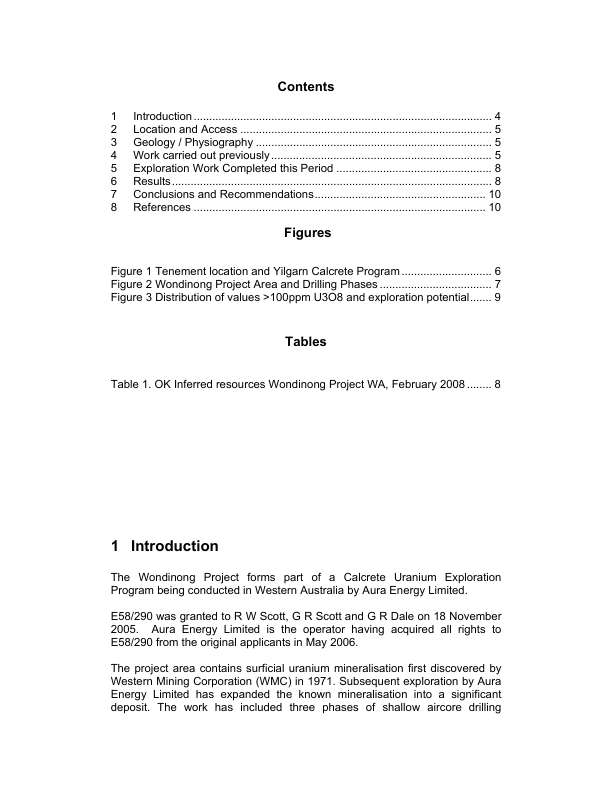 Contents
1 Introduction ................................................................................................ 4
2 Location and Access ................................................................................. 5
3 Geology / Physiography ............................................................................ 5
4 Work carried out previously ....................................................................... 5
5 Exploration Work Completed this Period .................................................. 8
6 Results ....................................................................................................... 8
7 Conclusions and Recommendations ....................................................... 10
8 References .............................................................................................. 10
Figures
Figure 1 Tenement location and Yilgarn Calcrete Program ............................. 6
Figure 2 Wondinong Project Area and Drilling Phases .................................... 7
Figure 3 Distribution of values >100ppm U3O8 and exploration potential ....... 9
Tables
Table 1. OK Inferred resources Wondinong Project WA, February 2008 ........ 8
1 Introduction
The Wondinong Project forms part of a Calcrete Uranium Exploration
Program being conducted in Western Australia by Aura Energy Limited.
E58/290 was granted to R W Scott, G R Scott and G R Dale on 18 November
2005. Aura Energy Limited is the operator having acquired all rights to
E58/290 from the original applicants in May 2006.
The project area contains surficial uranium mineralisation first discovered by
Western Mining Corporation (WMC) in 1971. Subsequent exploration by Aura
Energy Limited has expanded the known mineralisation into a significant
deposit. The work has included three phases of shallow aircore drilling